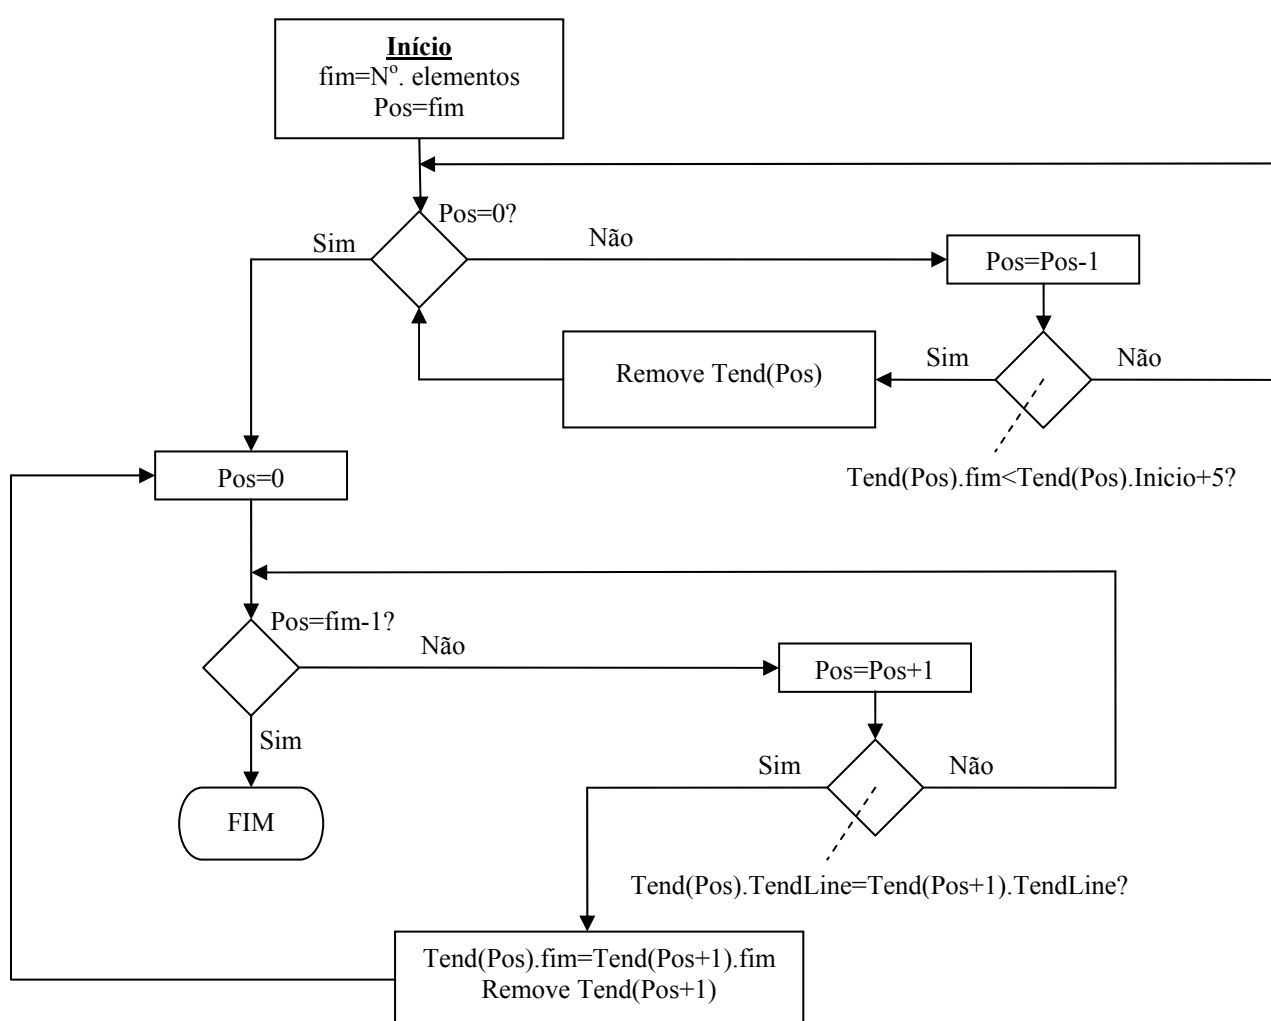 Início
fim=Nº. elementos
Pos=fim
Pos=0?
Sim
Não
Pos=Pos-1
Remove Tend(Pos)
Sim
Não
Tend(Pos).fim<Tend(Pos).Inicio+5?
Pos=0
Pos=fim-1?
Não
Pos=Pos+1
Sim
Sim
Não
FIM
Tend(Pos).TendLine=Tend(Pos+1).TendLine?
Tend(Pos).fim=Tend(Pos+1).fim
Remove Tend(Pos+1)